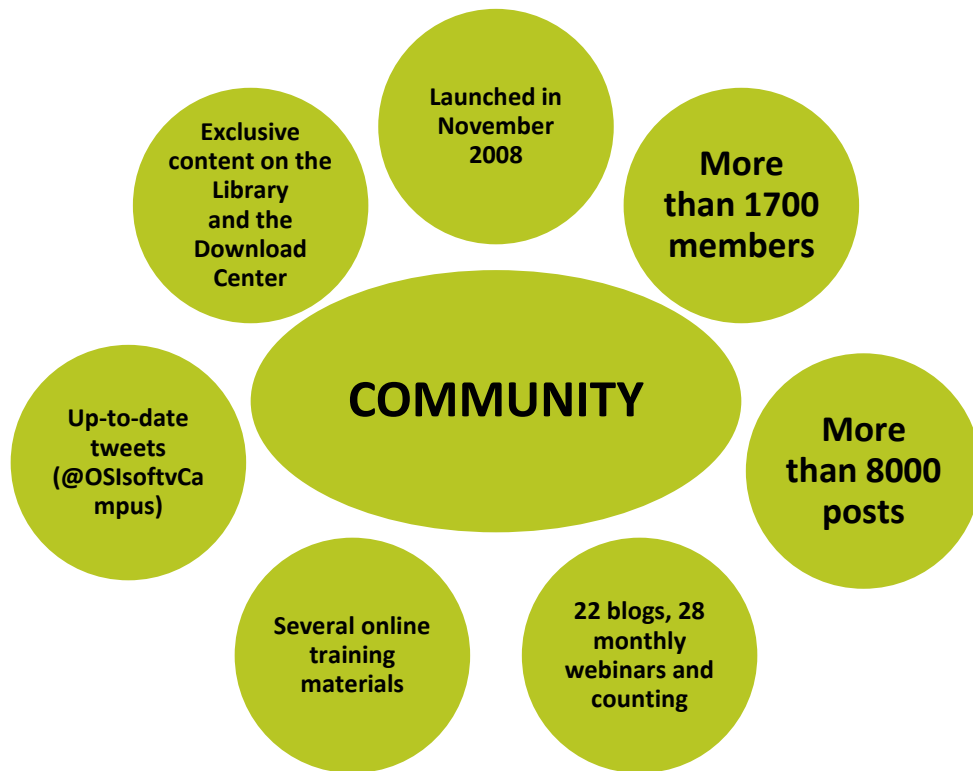 Launched in
November
2008
More
than 1700
members
More
than 8000
posts
22 blogs, 28
monthly
webinars and
counting
Several online
training
materials
Up-to-date
tweets
(@OSIsoftvCa
mpus)
Exclusive
content on the
Library
and the
Download
Center
COMMUNITY